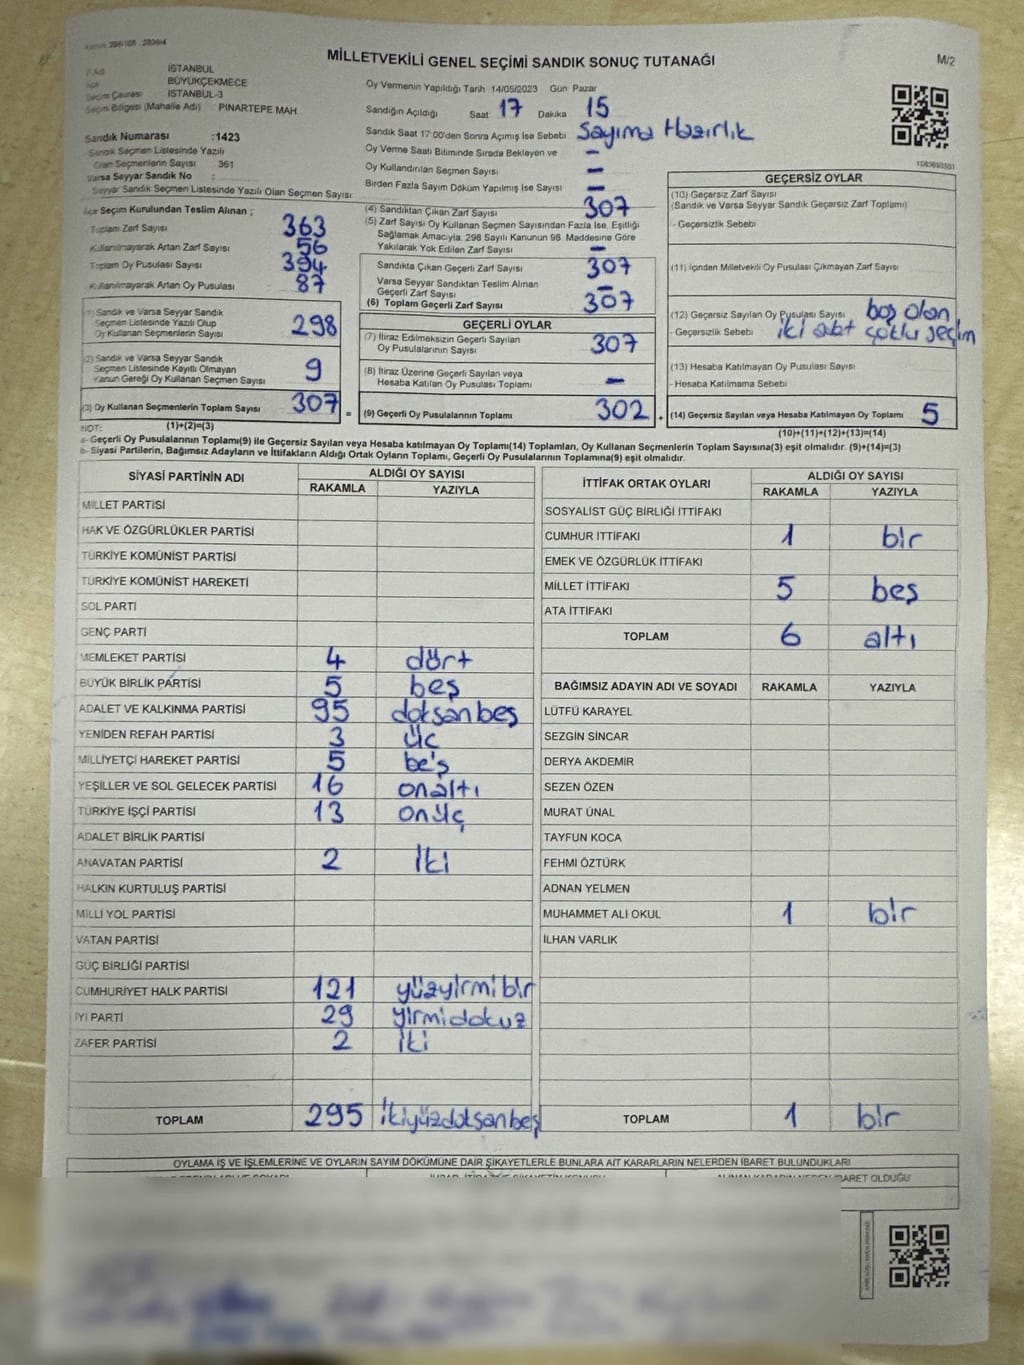 MİLLETVEKİLİ GENEL SEÇİMİ SANDIK SONUÇ TUTANAĞI
M/2
İSTANBUL
BÜYÜKÇEKMECE
Seçim Çevresi İSTANBUL-3
Seçim Bölgesi (Mahalle Adı) PINARTEPE MAH.
Sandık Numarası :1423
Sandık Seçmen Listesinde Yazılı
Olan Seçmenlerin Sayısı 361
Varsa Seyyar Sandık No :
Seyyar Sandık Seçmen Listesinde Yazılı Olan Seçmen Sayısı
Oy Vermenin Yapıldığı Tarih 14/05/2023 Gün Pazar
Sandığın Açıldığı Saat 17 Dakika 15
Sandık Saat 17:00'den Sonra Açımış İse Sebebi Sayıma Hazırlık
Oy Verme Saati Bitiminde Sırada Bekleyen ve
Oy Kullandırılan Seçmen Sayısı –
Birden Fazla Sayım Döküm Yapılmış İse Sayısı –
İlçe Seçim Kurulundan Teslim Alınan ;
Toplam Zarf Sayısı 363
Kullanılmayarak Artan Zarf Sayısı 56
Toplam Oy Pusulası Sayısı 394
Kullanılmayarak Artan Oy Pusulası 87
(1) Sandık ve Varsa Seyyar Sandık
Seçmen Listesinde Yazılı Olup
Oy Kullanan Seçmenlerin Sayısı 298
(2) Sandık ve Varsa Seyyar Sandık
Seçmen Listesinde Kayıtlı Olmayan
Kanun Gereği Oy Kullanan Seçmen Sayısı 9
(3) Oy Kullanan Seçmenlerin Toplam Sayısı 307 =
(1)+(2)=(3)
(4) Sandıktan Çıkan Zarf Sayısı 307
(5) Zarf Sayısı Oy Kullanan Seçmen Sayısından Fazla İse, Eşitliği
Sağlamak Amacıyla, 298 Sayılı Kanunun 98. Maddesine Göre
Yakılarak Yok Edilen Zarf Sayısı –
Sandıkta Çıkan Geçerli Zarf Sayısı 307
Varsa Seyyar Sandıktan Teslim Alınan
Geçerli Zarf Sayısı –
(6) Toplam Geçerli Zarf Sayısı 307
GEÇERLİ OYLAR
(7) İtiraz Edilmeksizin Geçerli Sayılan
Oy Pusulalarının Sayısı 307
(8) İtiraz Üzerine Geçerli Sayılan veya
Hesaba Katılan Oy Pusulası Toplamı –
(9) Geçerli Oy Pusulalarının Toplamı 302 +
GEÇERSİZ OYLAR
(10) Geçersiz Zarf Sayısı
(Sandık ve Varsa Seyyar Sandık Geçersiz Zarf Toplamı)
- Geçersizlik Sebebi
(11) İçinden Milletvekili Oy Pusulası Çıkmayan Zarf Sayısı
(12) Geçersiz Sayılan Oy Pusulası Sayısı boş olan
- Geçersizlik Sebebi iki adet çoklu seçim
(13) Hesaba Katılmayan Oy Pusulası Sayısı
- Hesaba Katılmama Sebebi
(14) Geçersiz Sayılan veya Hesaba Katılmayan Oy Toplamı 5
(10)+(11)+(12)+(13)=(14)
NOT:
a- Geçerli Oy Pusulalarının Toplamı(9) ile Geçersiz Sayılan veya Hesaba katılmayan Oy Toplamı(14) Toplamları, Oy Kullanan Seçmenlerin Toplam Sayısına(3) eşit olmalıdır. (9)+(14)=(3)
b- Siyasi Partilerin, Bağımsız Adayların ve İttifakların Aldığı Ortak Oyların Toplamı, Geçerli Oy Pusulalarının Toplamına(9) eşit olmalıdır.
SİYASİ PARTİNİN ADI ALDIĞI OY SAYISI
RAKAMLA YAZIYLA
MİLLET PARTİSİ
HAK VE ÖZGÜRLÜKLER PARTİSİ
TÜRKİYE KOMÜNİST PARTİSİ
TÜRKİYE KOMÜNİST HAREKETİ
SOL PARTİ
GENÇ PARTİ
MEMLEKET PARTİSİ 4 dört
BÜYÜK BİRLİK PARTİSİ 5 beş
ADALET VE KALKINMA PARTİSİ 95 doksanbeş
YENİDEN REFAH PARTİSİ 3 üç
MİLLİYETÇİ HAREKET PARTİSİ 5 beş
YEŞİLLER VE SOL GELECEK PARTİSİ 16 onaltı
TÜRKİYE İŞÇİ PARTİSİ 13 onüç
ADALET BİRLİK PARTİSİ
ANAVATAN PARTİSİ 2 iki
HALKIN KURTULUŞ PARTİSİ
MİLLİ YOL PARTİSİ
VATAN PARTİSİ
GÜÇ BİRLİĞİ PARTİSİ
CUMHURİYET HALK PARTİSİ 121 yüzyirmibir
İYİ PARTİ 29 yirmidokuz
ZAFER PARTİSİ 2 iki
TOPLAM 295 ikiyüzdoksanbeş
İTTİFAK ORTAK OYLARI ALDIĞI OY SAYISI
RAKAMLA YAZIYLA
SOSYALİST GÜÇ BİRLİĞİ İTTİFAKI
CUMHUR İTTİFAKI 1 bir
EMEK VE ÖZGÜRLÜK İTTİFAKI
MİLLET İTTİFAKI 5 beş
ATA İTTİFAKI
TOPLAM 6 altı
BAĞIMSIZ ADAYIN ADI VE SOYADI RAKAMLA YAZIYLA
LÜTFÜ KARAYEL
SEZGİN SİNCAR
DERYA AKDEMİR
SEZEN ÖZEN
MURAT ÜNAL
TAYFUN KOCA
FEHMİ ÖZTÜRK
ADNAN YELMEN
MUHAMMET ALİ OKUL 1 bir
İLHAN VARLIK
TOPLAM 1 bir
OYLAMA İŞ VE İŞLEMLERİNE VE OYLARIN SAYIM DÖKÜMÜNE DAİR ŞİKAYETLERLE BUNLARA AİT KARARLARIN NELERDEN İBARET BULUNDUKLARI